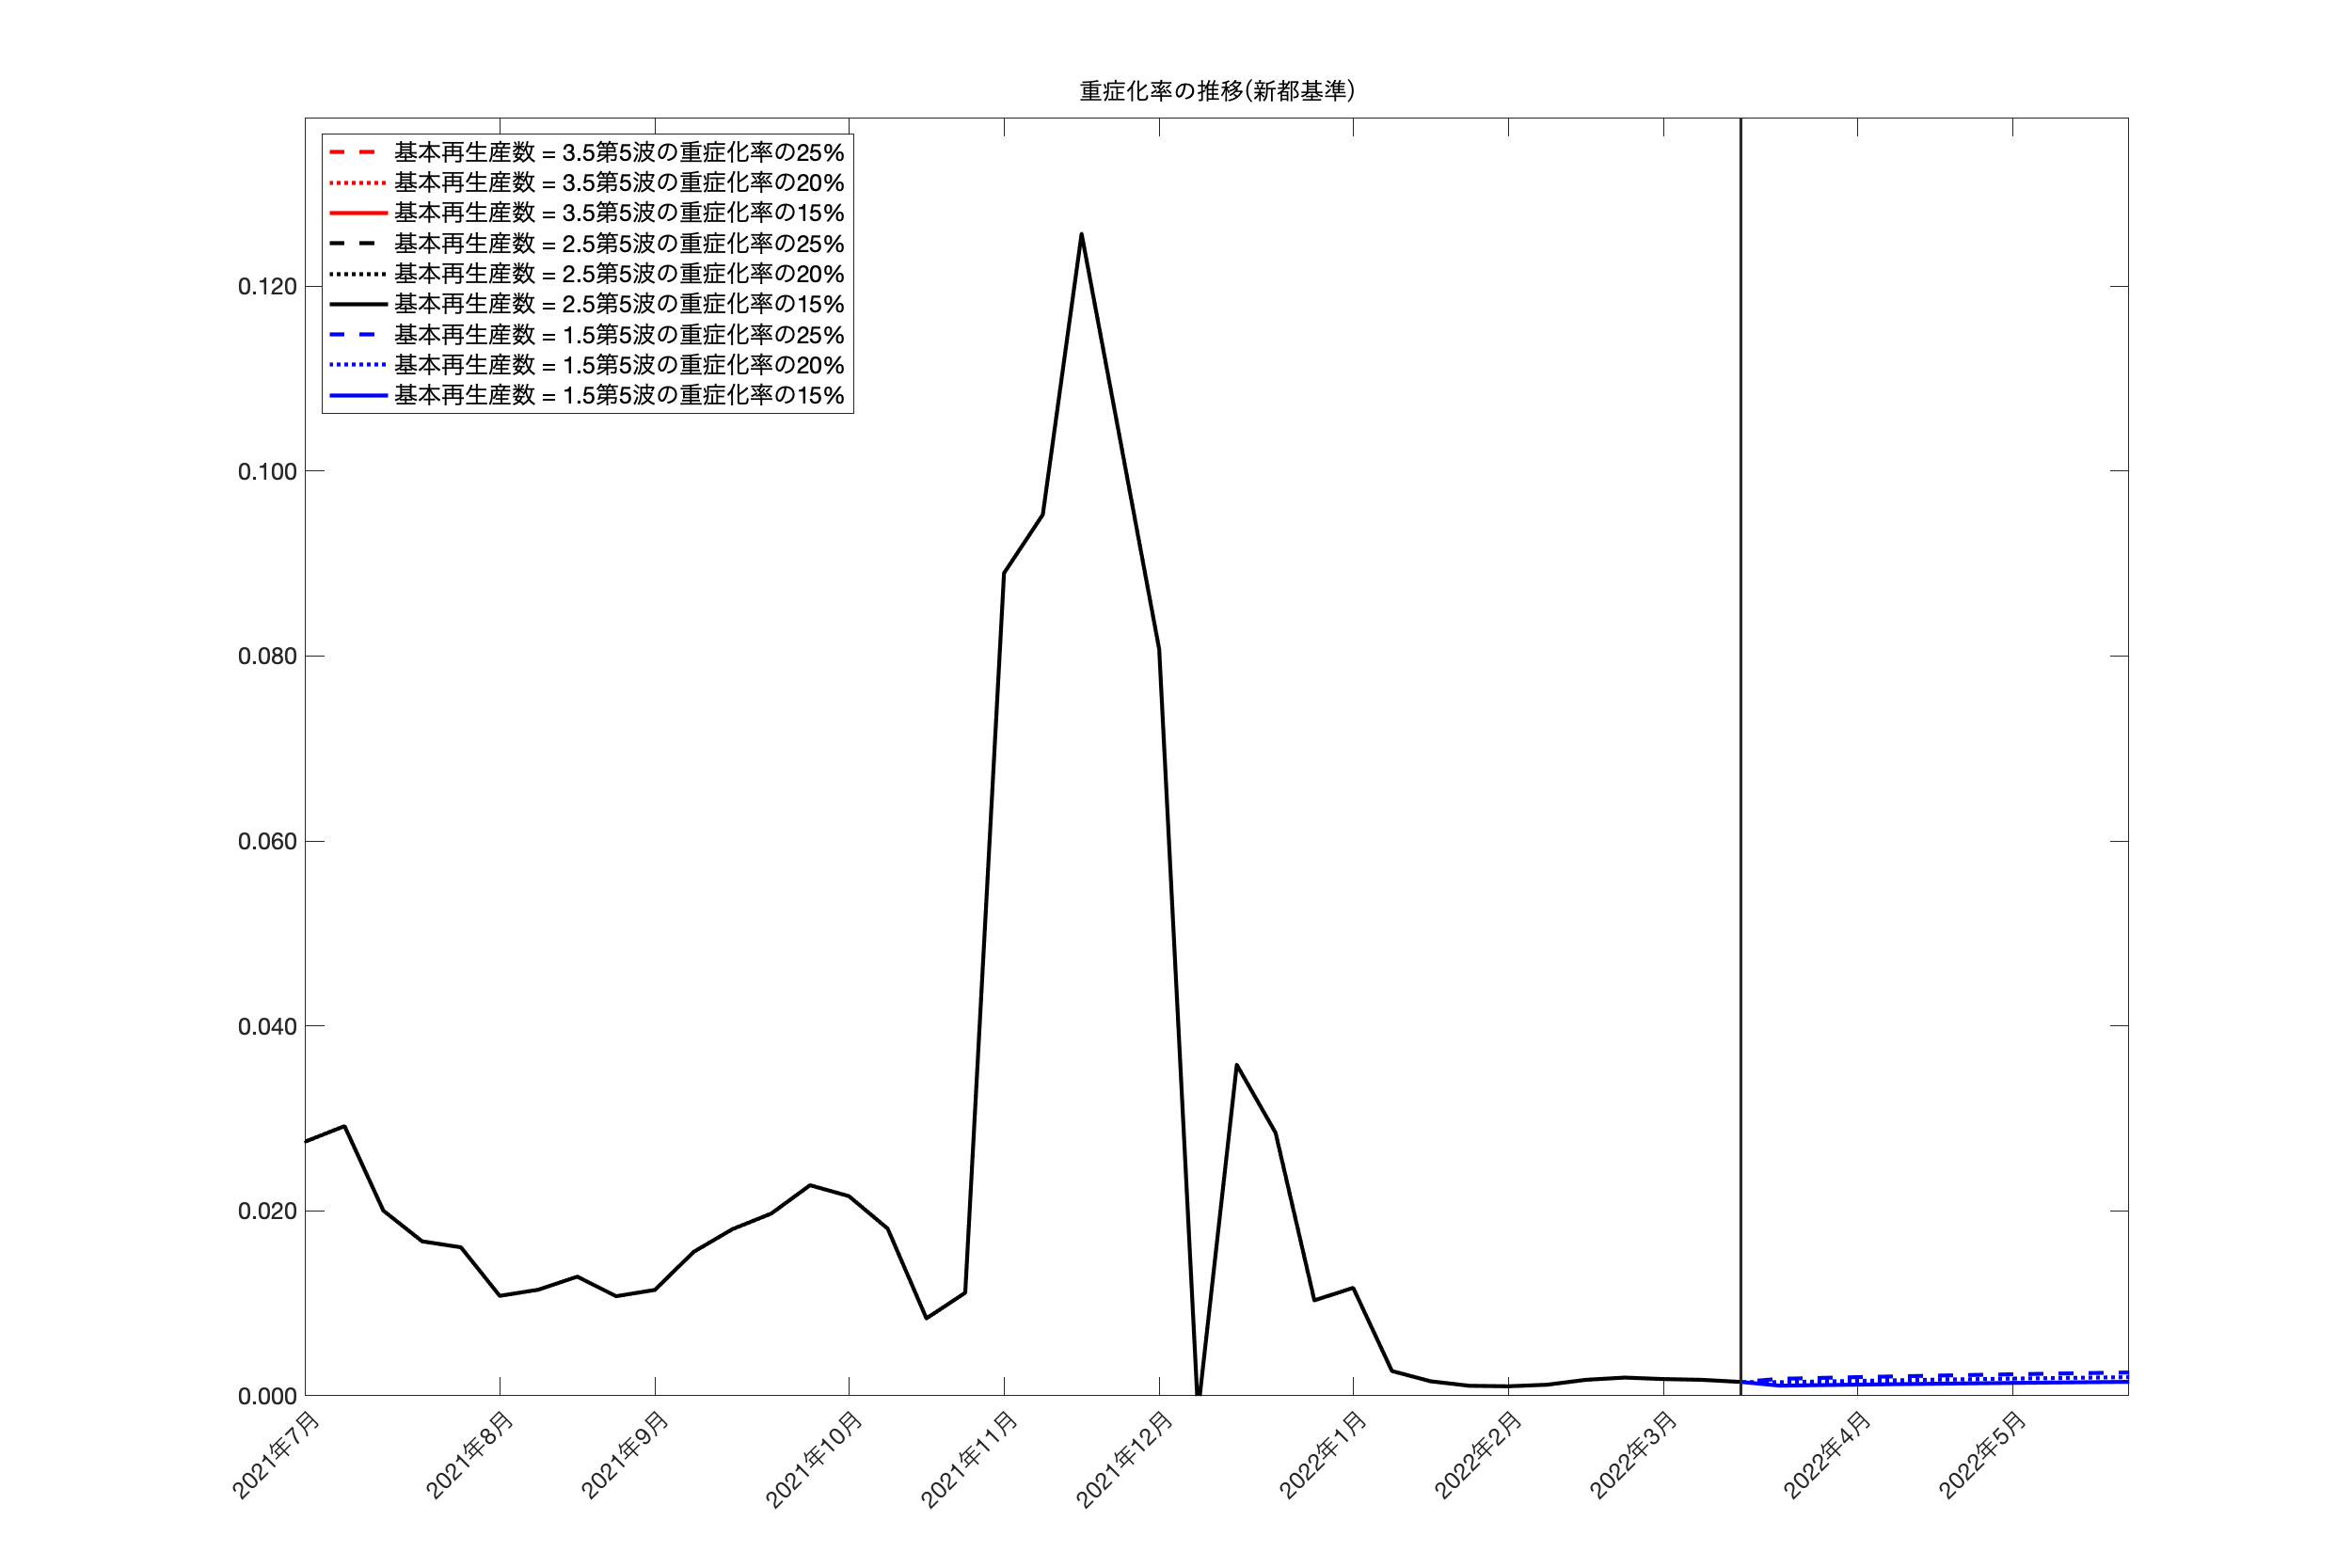 重症化率の推移(新都基準)
基本再生産数 = 3.5第5波の重症化率の25%
基本再生産数 = 3.5第5波の重症化率の20%
基本再生産数 = 3.5第5波の重症化率の15%
基本再生産数 = 2.5第5波の重症化率の25%
基本再生産数 = 2.5第5波の重症化率の20%
基本再生産数 = 2.5第5波の重症化率の15%
基本再生産数 = 1.5第5波の重症化率の25%
基本再生産数 = 1.5第5波の重症化率の20%
基本再生産数 = 1.5第5波の重症化率の15%
0.120
0.100
0.080
0.060
0.040
0.020
0.000
2021年7月
2021年8月
2021年9月
2021年10月
2021年11月
2021年12月
2022年1月
2022年2月
2022年3月
2022年4月
2022年5月